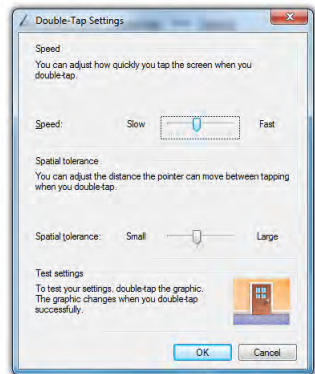 Double-Tap Settings
Speed
You can adjust how quickly you tap the screen when you
double-tap.
Speed: Slow Fast
Spatial tolerance
You can adjust the distance the pointer can move between tapping
when you double-tap.
Spatial tolerance: Small Large
Test settings
To test your settings, double-tap the graphic.
The graphic changes when you double-tap
successfully.
OK Cancel